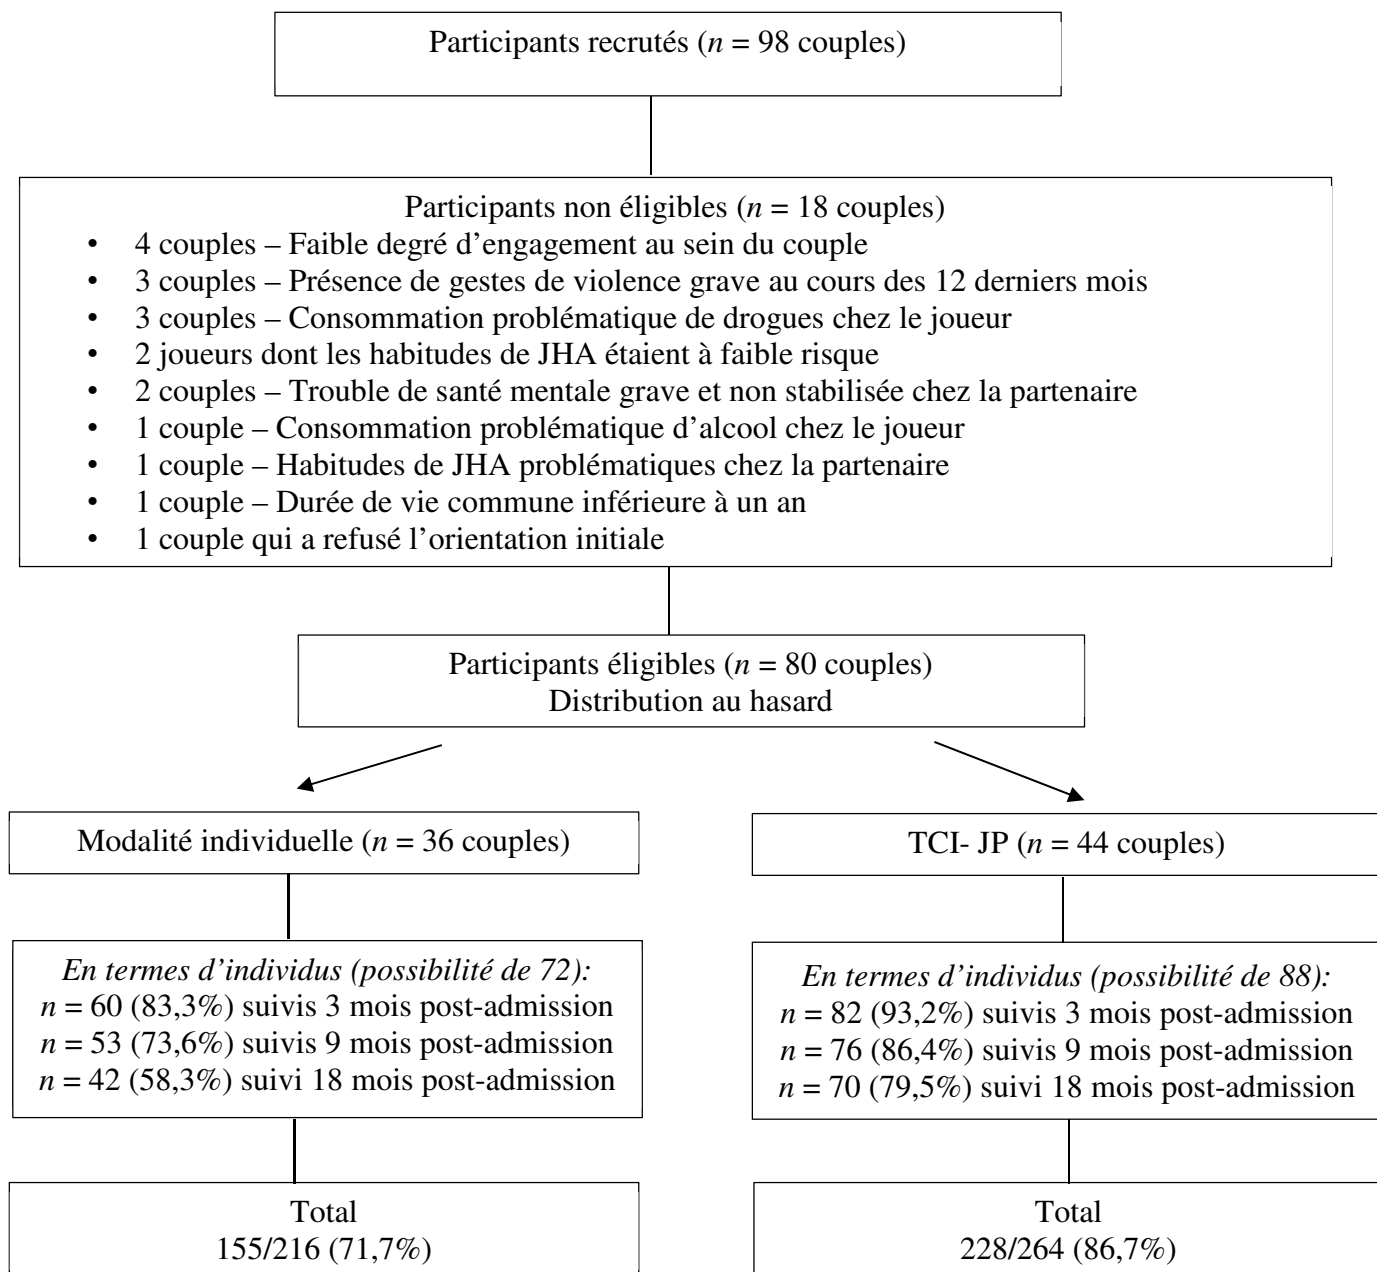 Participants recrutés (n = 98 couples)
Participants non éligibles (n = 18 couples)
• 4 couples – Faible degré d’engagement au sein du couple
• 3 couples – Présence de gestes de violence grave au cours des 12 derniers mois
• 3 couples – Consommation problématique de drogues chez le joueur
• 2 joueurs dont les habitudes de JHA étaient à faible risque
• 2 couples – Trouble de santé mentale grave et non stabilisée chez la partenaire
• 1 couple – Consommation problématique d’alcool chez le joueur
• 1 couple – Habitudes de JHA problématiques chez la partenaire
• 1 couple – Durée de vie commune inférieure à un an
• 1 couple qui a refusé l’orientation initiale
Participants éligibles (n = 80 couples)
Distribution au hasard
Modalité individuelle (n = 36 couples)
En termes d’individus (possibilité de 72):
n = 60 (83,3%) suivis 3 mois post-admission
n = 53 (73,6%) suivis 9 mois post-admission
n = 42 (58,3%) suivi 18 mois post-admission
Total
155/216 (71,7%)
TCI- JP (n = 44 couples)
En termes d’individus (possibilité de 88):
n = 82 (93,2%) suivis 3 mois post-admission
n = 76 (86,4%) suivis 9 mois post-admission
n = 70 (79,5%) suivi 18 mois post-admission
Total
228/264 (86,7%)